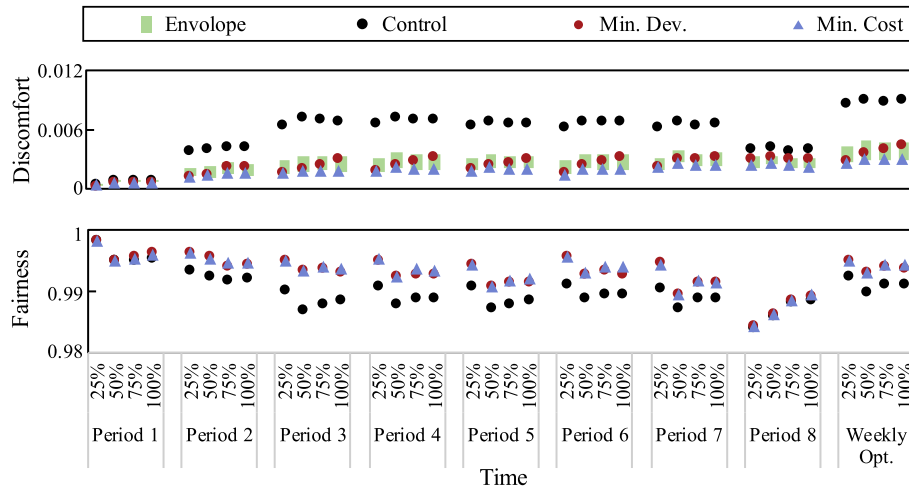 Envelope Control Min. Dev. Min. Cost
Discomfort
0.012
0.006
0
Fairness
1
0.99
0.98
25% 50% 75% 100% 25% 50% 75% 100% 25% 50% 75% 100% 25% 50% 75% 100% 25% 50% 75% 100% 25% 50% 75% 100% 25% 50% 75% 100% 25% 50% 75% 100% 25% 50% 75% 100%
Period 1 Period 2 Period 3 Period 4 Period 5 Period 6 Period 7 Period 8 Weekly
Opt.
Time